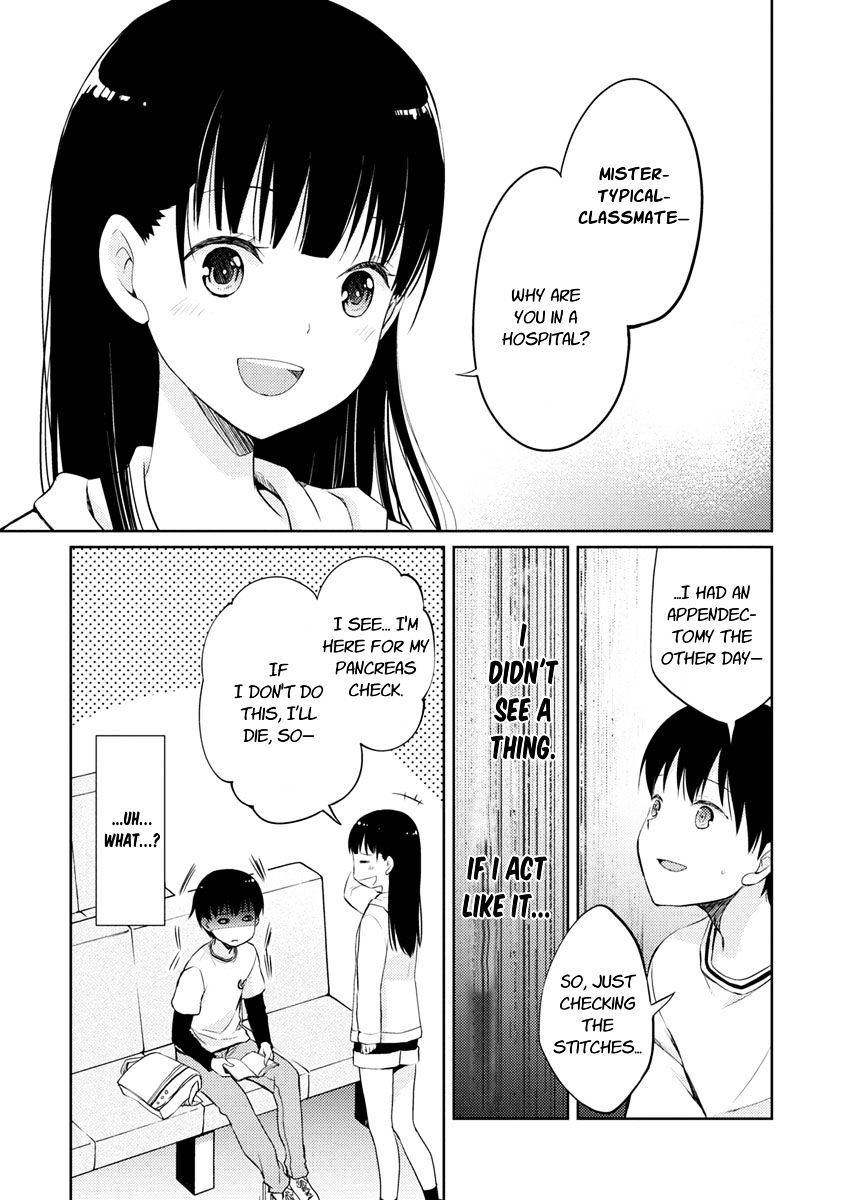 MISTER-
TYPICAL-
CLASSMATE—
WHY ARE
YOU IN A
HOSPITAL?
...I HAD AN
APPENDEC-
TOMY THE
OTHER DAY—
SO, JUST
CHECKING
THE
STITCHES...
I
DIDN'T
SEE A
THING.
IF I ACT
LIKE IT...
I SEE... I'M
HERE FOR MY
PANCREAS
CHECK.
IF
I DON'T DO
THIS, I'LL
DIE, SO—
...UH...
WHAT...?